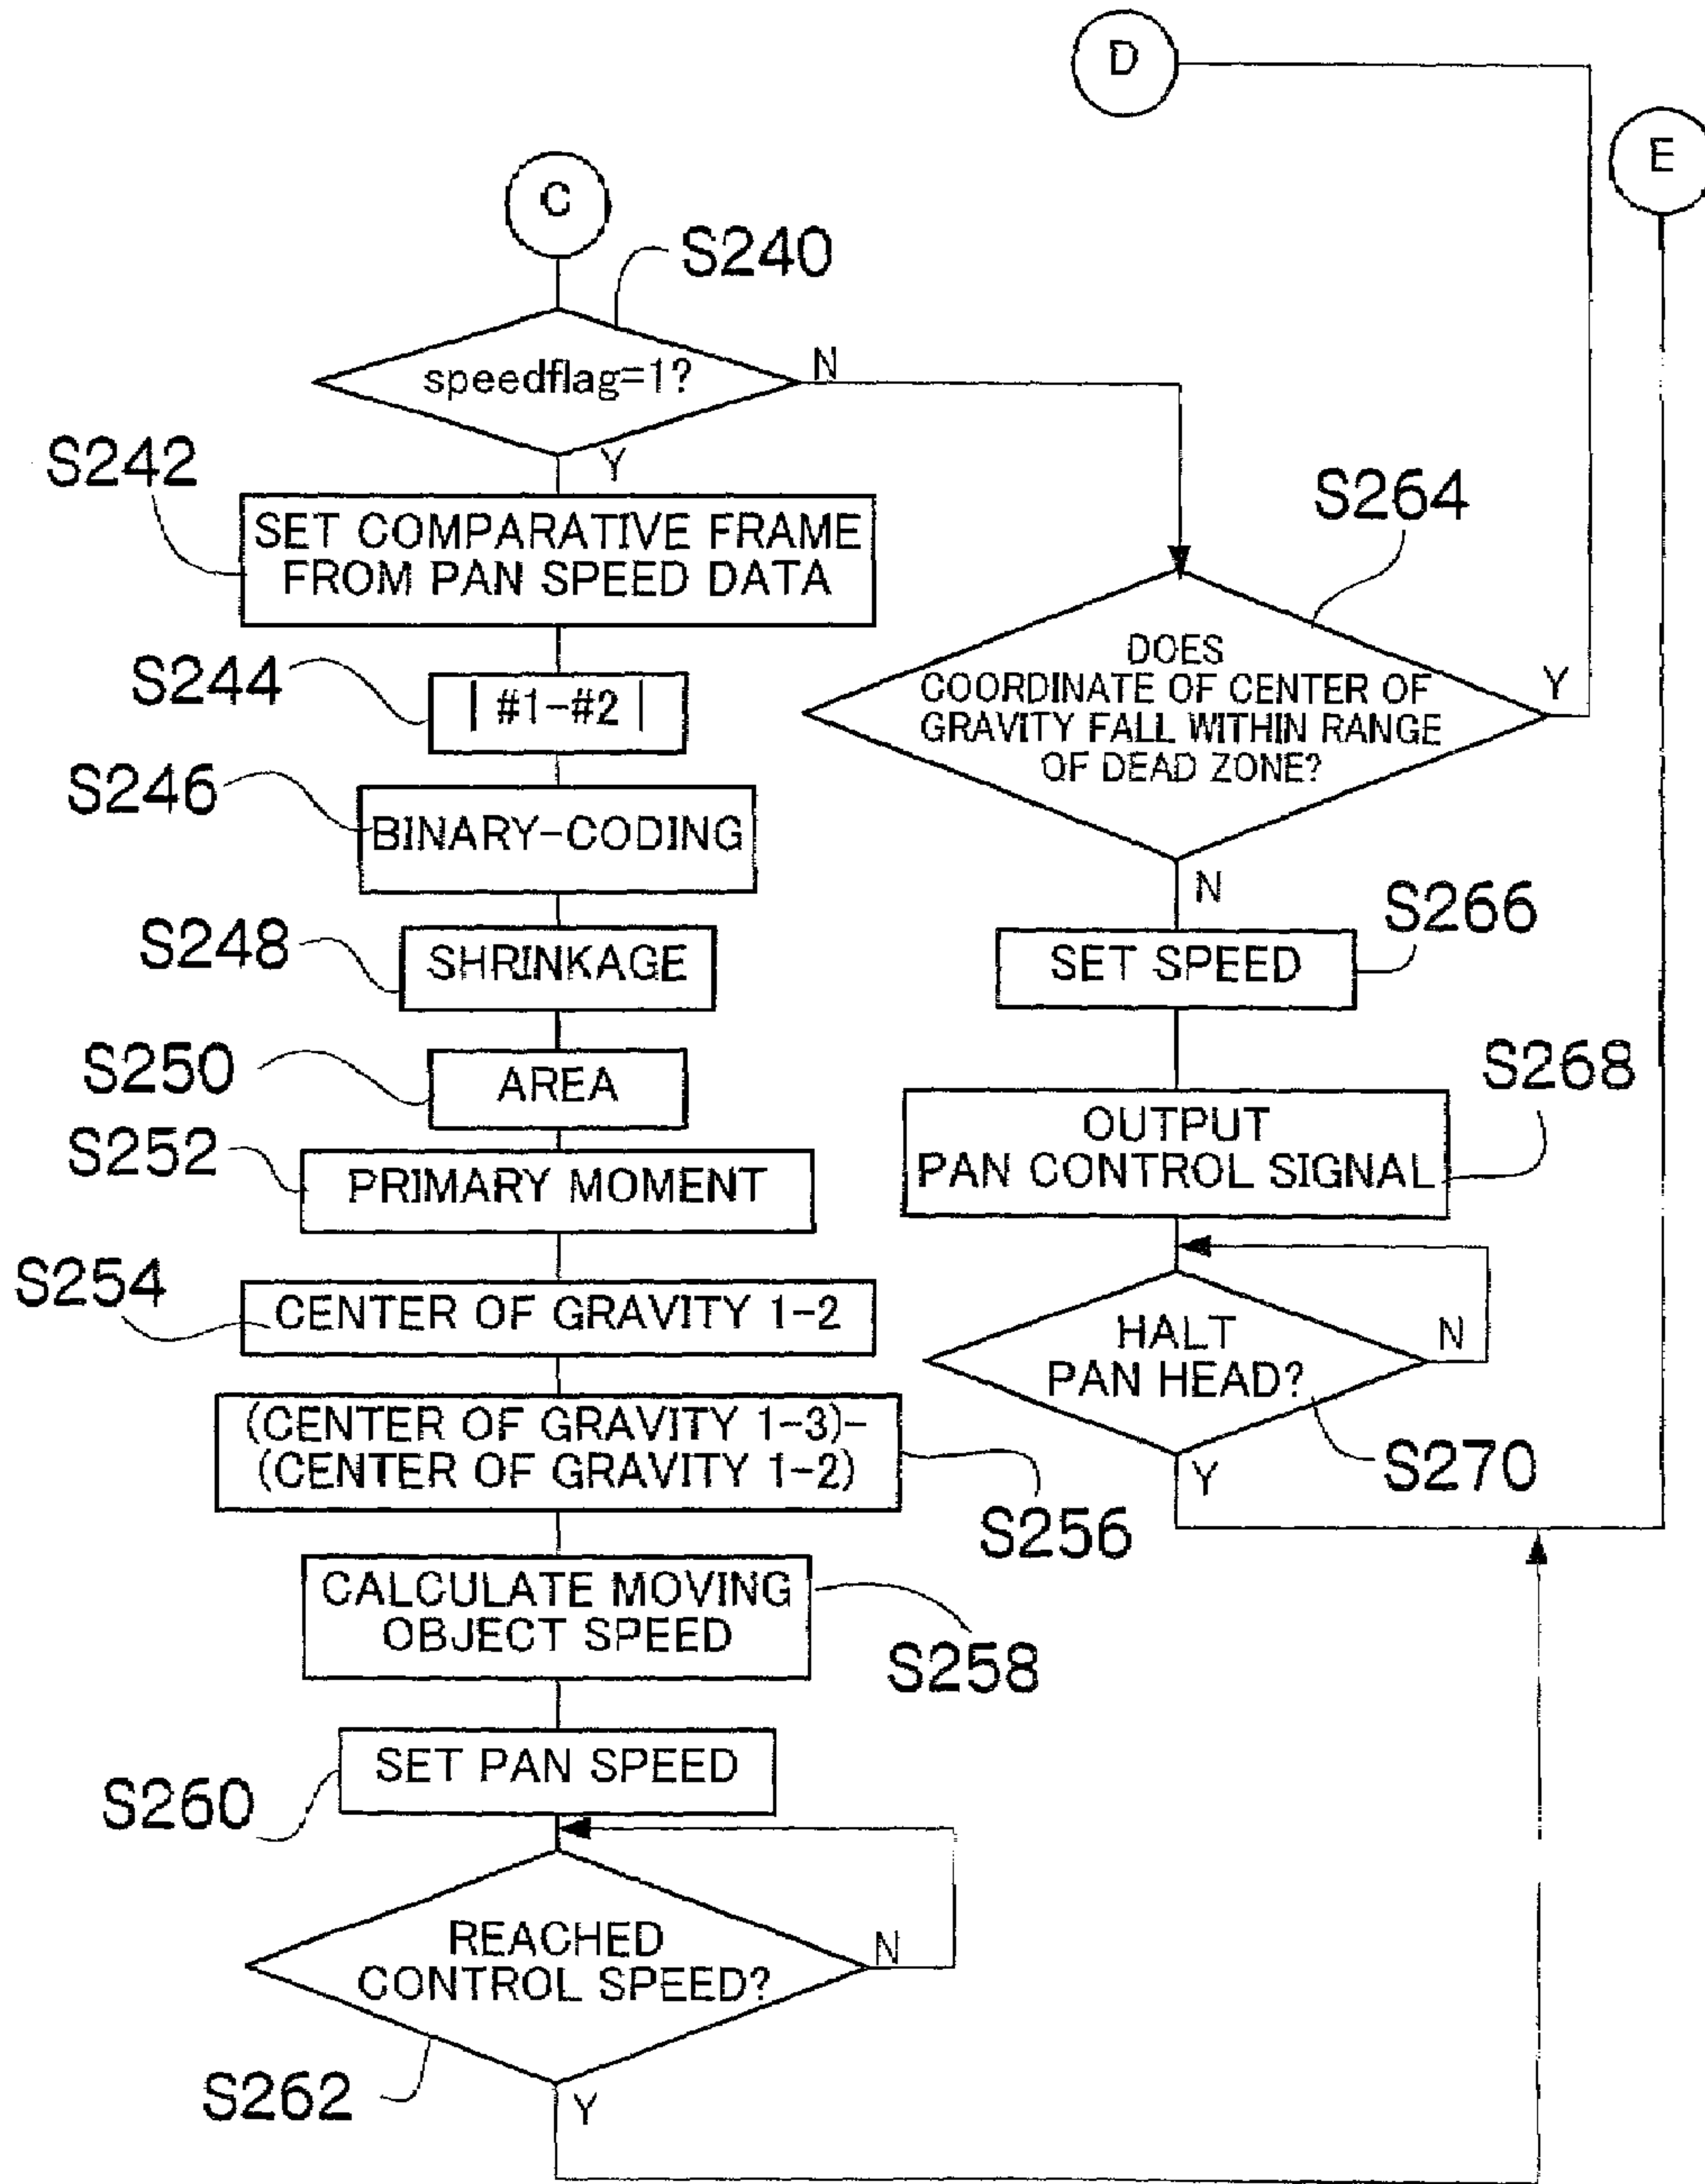 D
E
C
S240
speedflag=1?
N
Y
S242
SET COMPARATIVE FRAME
FROM PAN SPEED DATA
S244
| #1-#2 |
S246
BINARY-CODING
S248
SHRINKAGE
S250
AREA
S252
PRIMARY MOMENT
S254
CENTER OF GRAVITY 1-2
(CENTER OF GRAVITY 1-3)-
(CENTER OF GRAVITY 1-2)
S256
CALCULATE MOVING
OBJECT SPEED
S258
SET PAN SPEED
S260
REACHED
CONTROL SPEED?
N
S262
Y
S264
DOES
COORDINATE OF CENTER OF
GRAVITY FALL WITHIN RANGE
OF DEAD ZONE?
Y
N
S266
SET SPEED
S268
OUTPUT
PAN CONTROL SIGNAL
HALT
PAN HEAD?
N
S270
Y